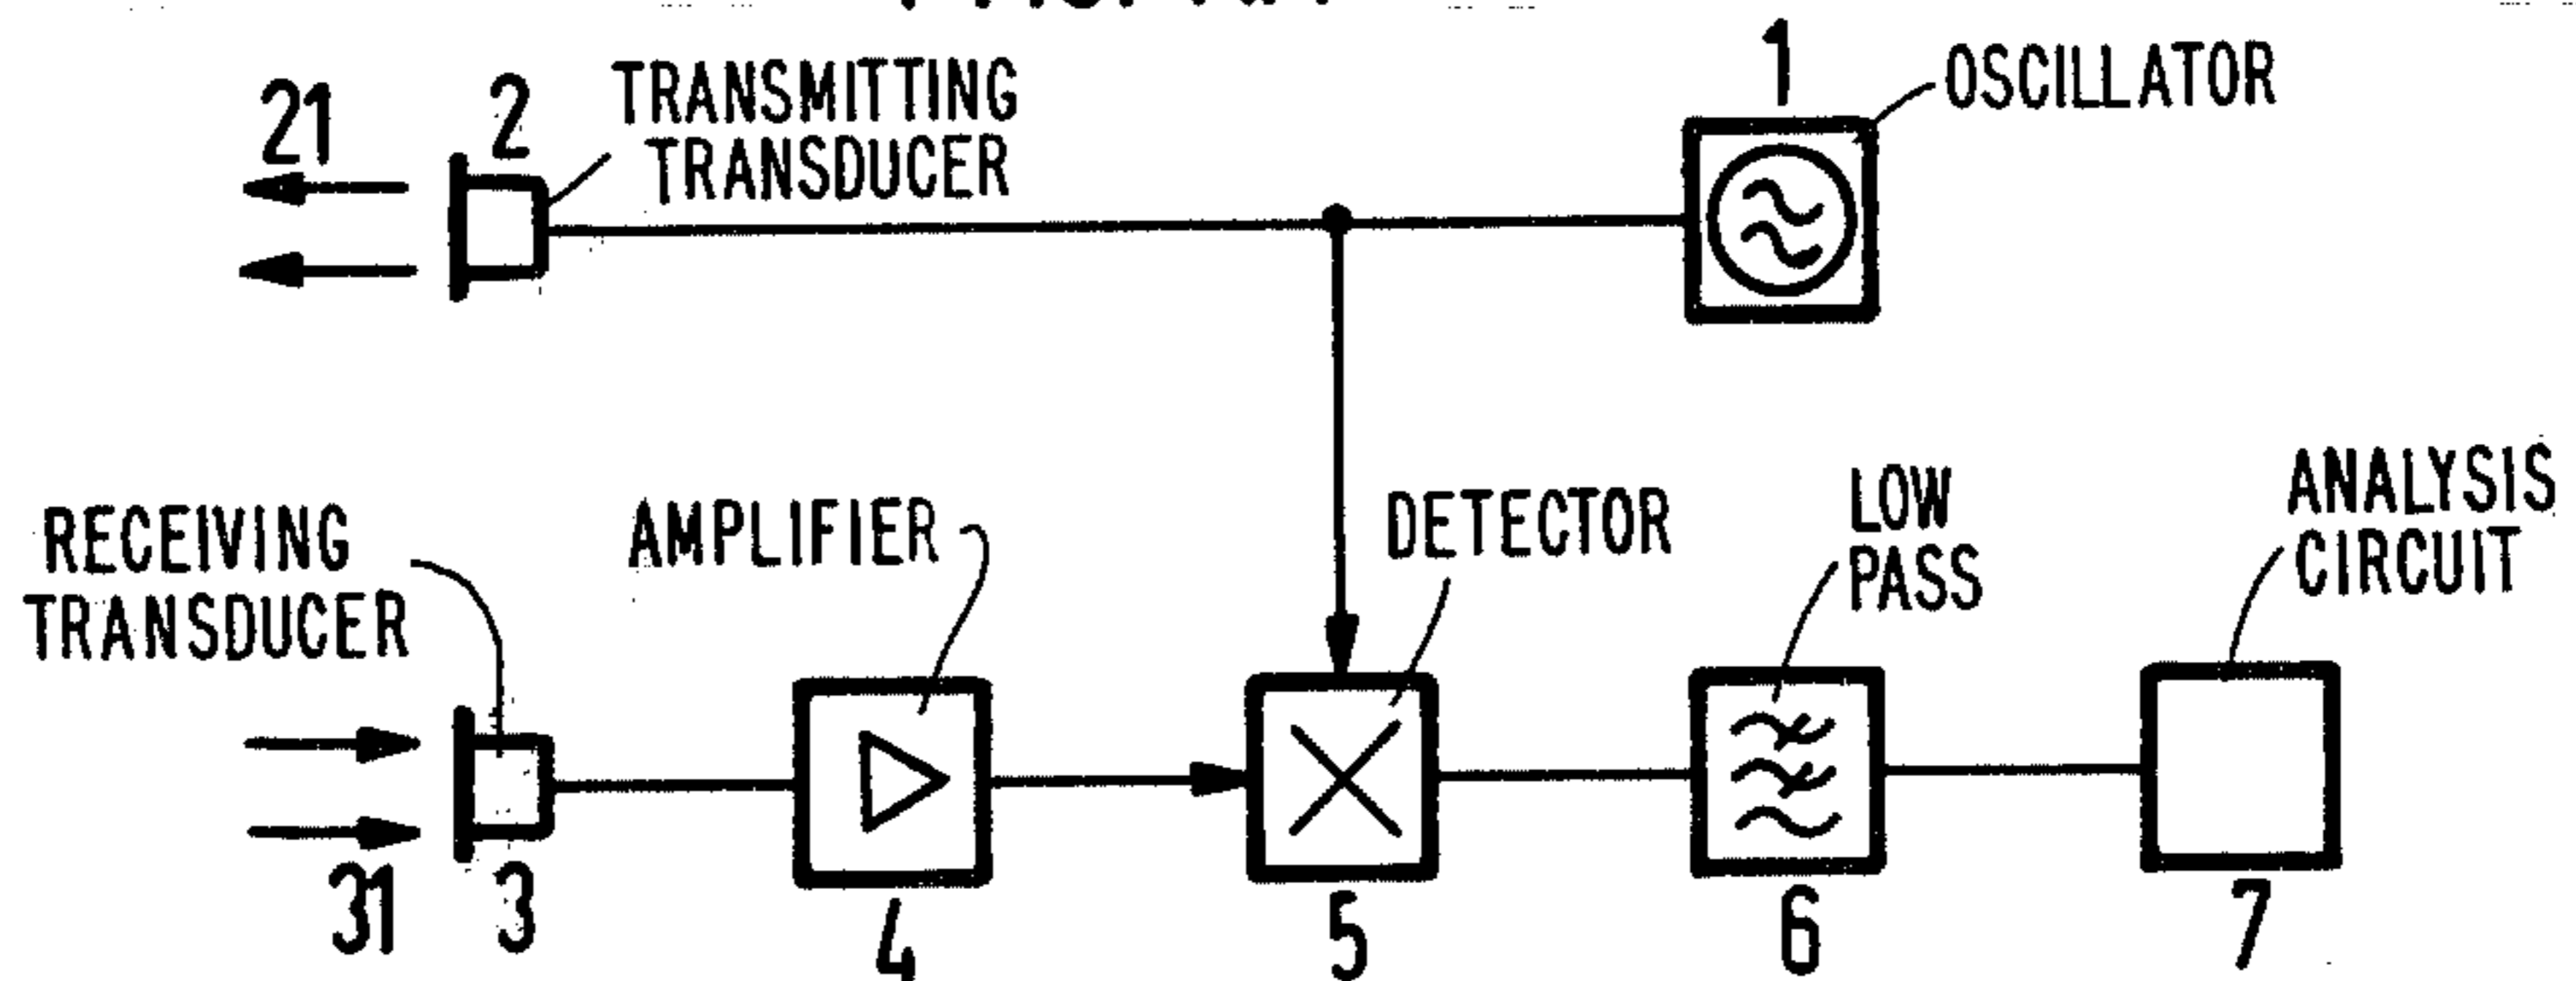 21
2
TRANSMITTING
TRANSDUCER
1
OSCILLATOR
RECEIVING
TRANSDUCER
AMPLIFIER
DETECTOR
LOW
PASS
ANALYSIS
CIRCUIT
31
3
4
5
6
7